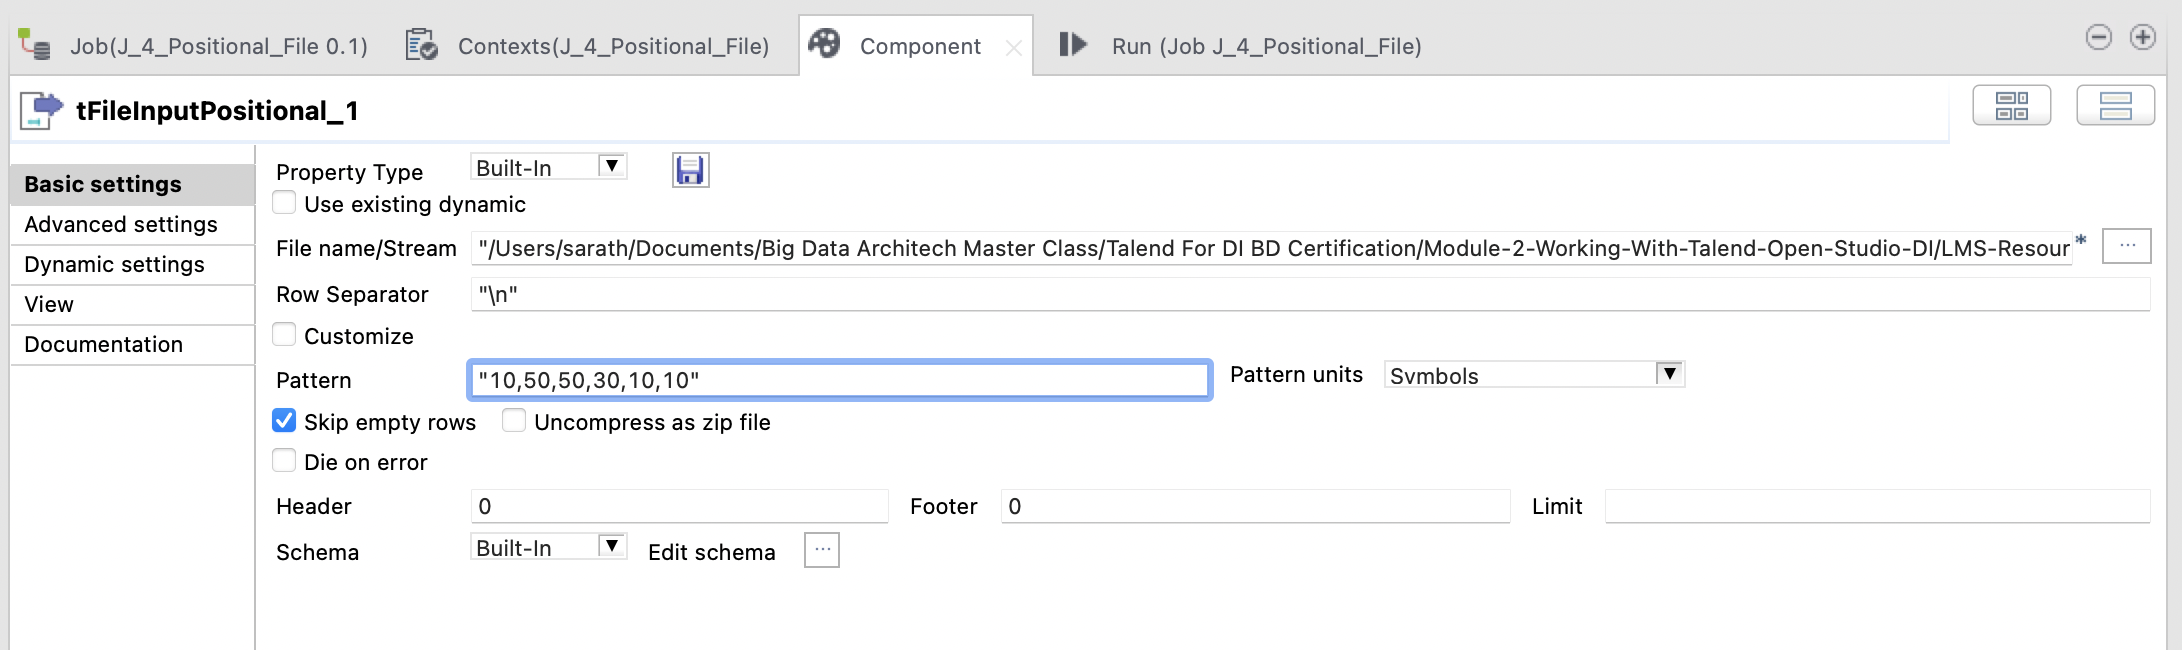 Job(J_4_Positional_File 0.1) Contexts(J_4_Positional_File) Component Run (Job J_4_Positional_File)
tFileInputPositional_1
Basic settings
Advanced settings
Dynamic settings
View
Documentation
Property Type Built-In
Use existing dynamic
File name/Stream "/Users/sarath/Documents/Big Data Architech Master Class/Talend For DI BD Certification/Module-2-Working-With-Talend-Open-Studio-DI/LMS-Resour * ...
Row Separator "\n"
Customize
Pattern "10,50,50,30,10,10" Pattern units Symbols
Skip empty rows Uncompress as zip file
Die on error
Header 0 Footer 0 Limit
Schema Built-In Edit schema ...